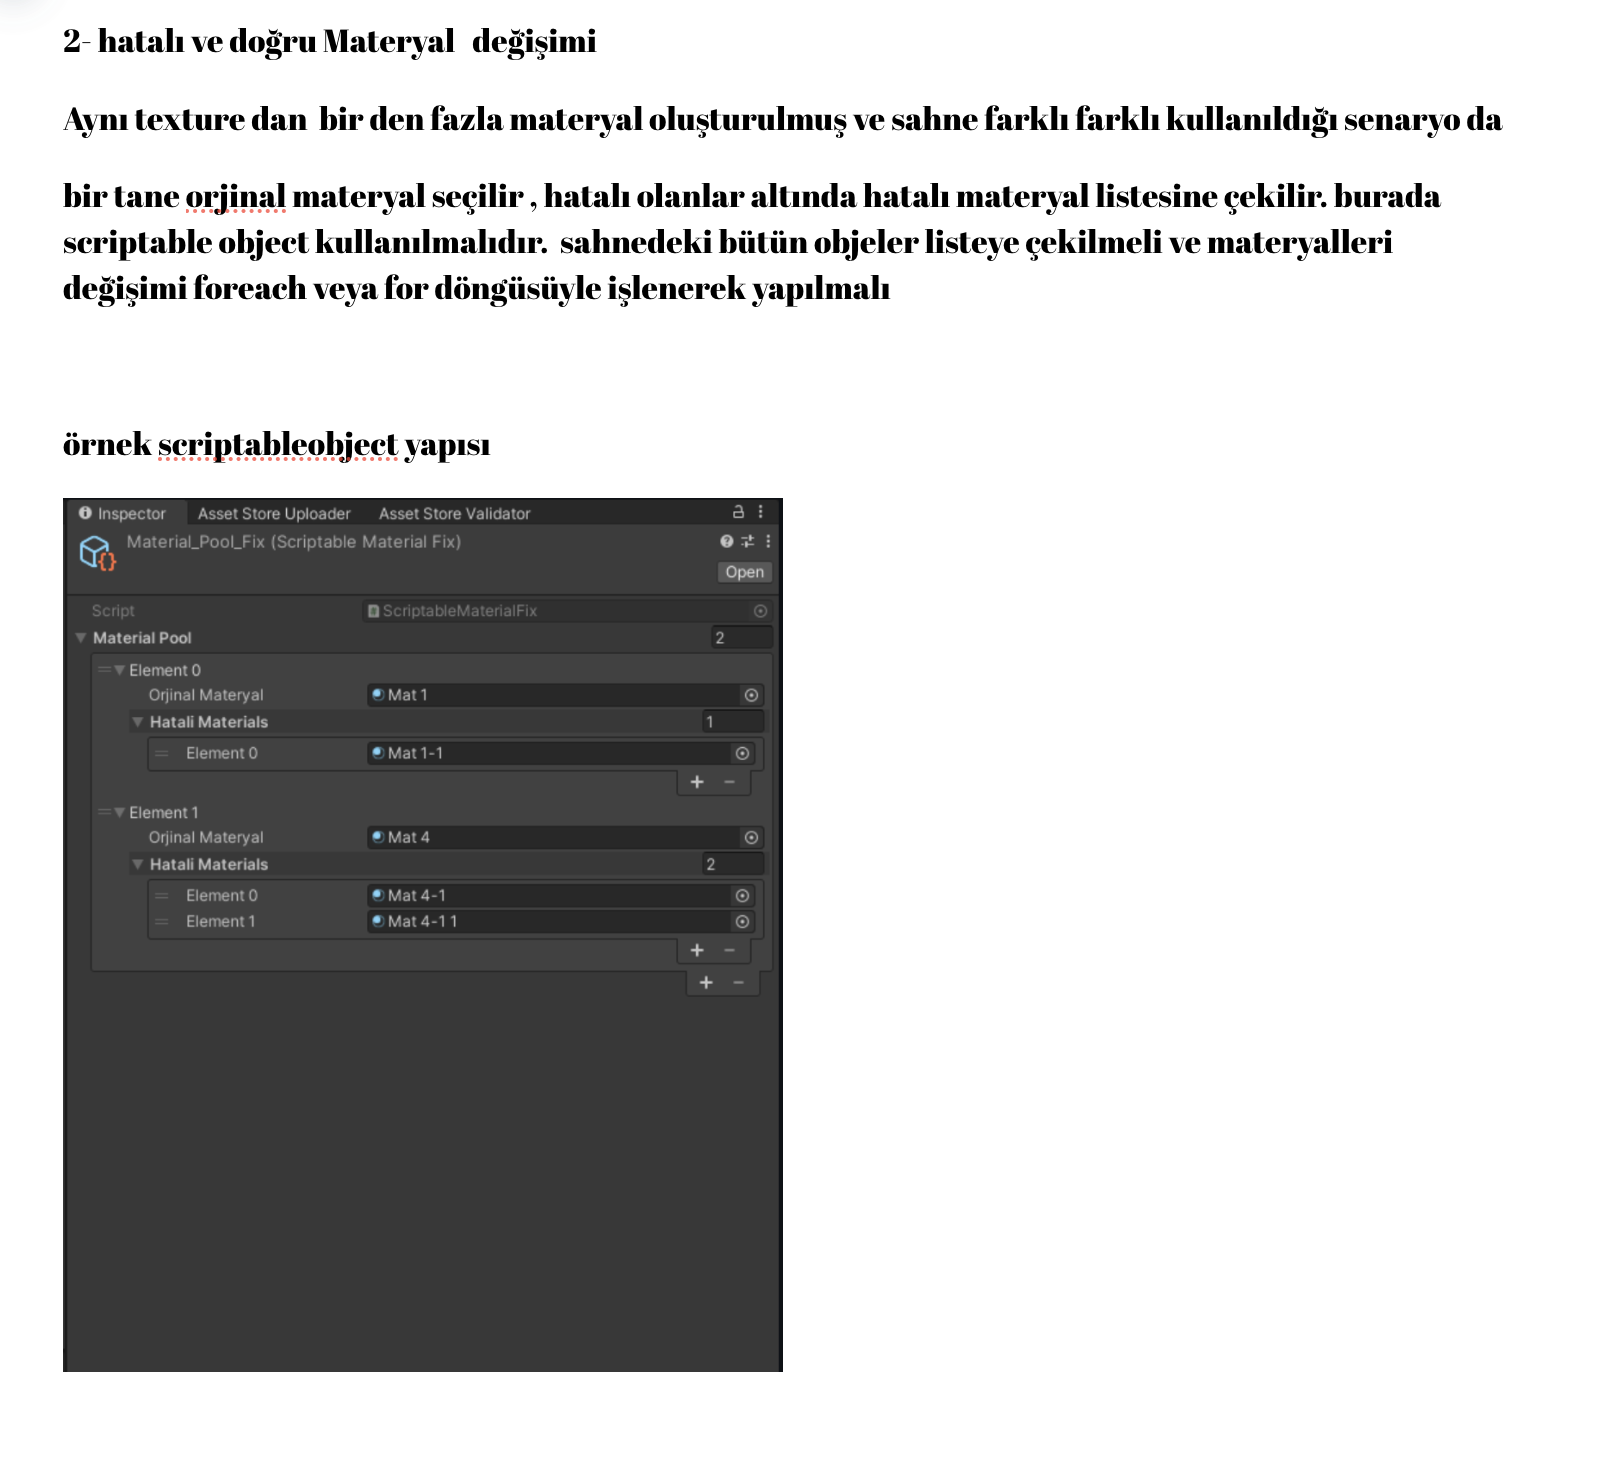 2- hatalı ve doğru Materyal değişimi
Aynı texture dan bir den fazla materyal oluşturulmuş ve sahne farklı farklı kullanıldığı senaryo da
bir tane orjinal materyal seçilir , hatalı olanlar altında hatalı materyal listesine çekilir. burada
scriptable object kullanılmalıdır. sahnedeki bütün objeler listeye çekilmeli ve materyalleri
değişimi foreach veya for döngüsüyle işlenerek yapılmalı
örnek scriptableobject yapısı
Inspector Asset Store Uploader Asset Store Validator
Material_Pool_Fix (Scriptable Material Fix)
Open
Script ScriptableMaterialFix
Material Pool 2
Element 0
Orjinal Materyal Mat 1
Hatali Materials 1
Element 0 Mat 1-1
+ -
Element 1
Orjinal Materyal Mat 4
Hatali Materials 2
Element 0 Mat 4-1
Element 1 Mat 4-1 1
+ -
+ -